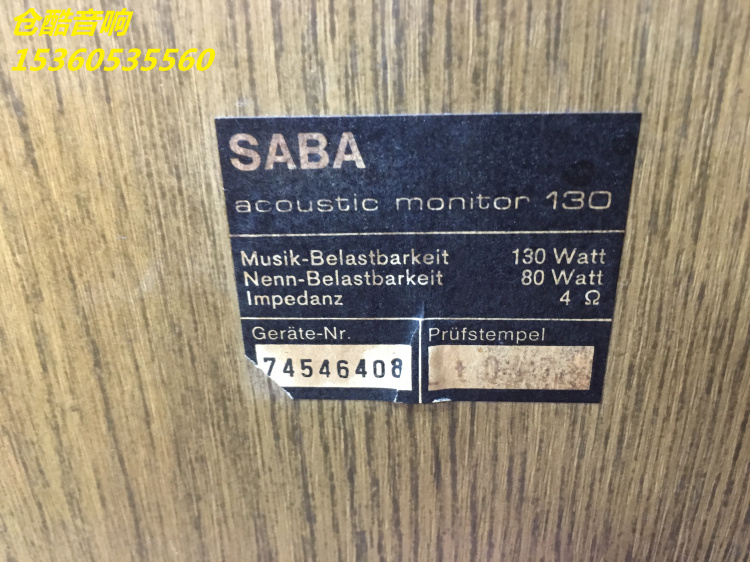 仓酷音响
15360535560
SABA
acoustic monitor 130
Musik-Belastbarkeit 130 Watt
Nenn-Belastbarkeit 80 Watt
Impedanz 4 Ω
Geräte-Nr. Prüfstempel
74546408